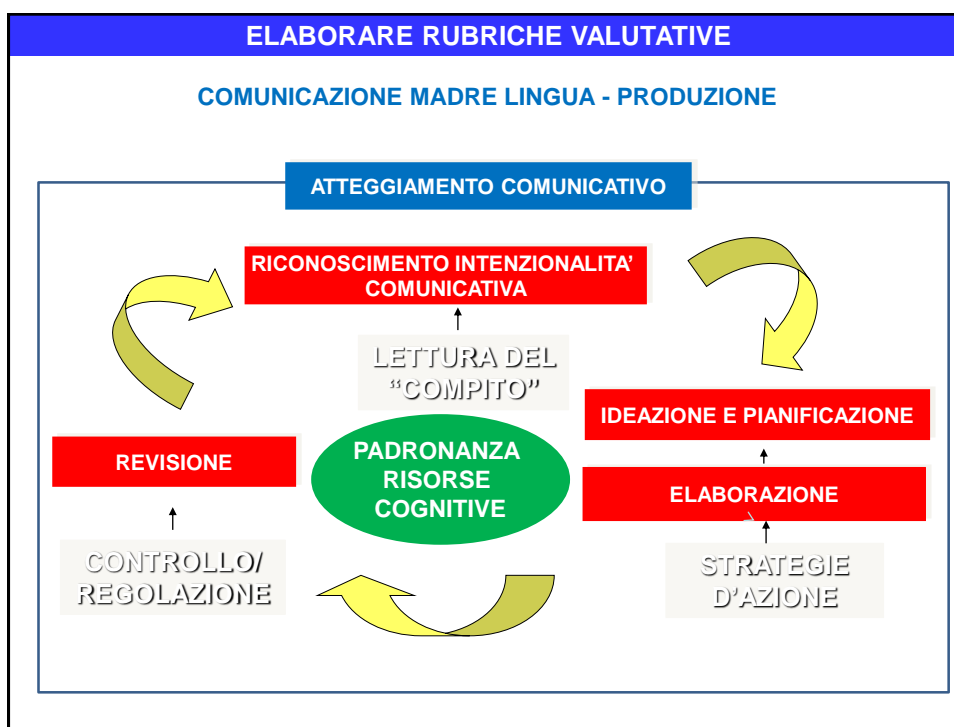 ELABORARE RUBRICHE VALUTATIVE
COMUNICAZIONE MADRE LINGUA - PRODUZIONE
ATTEGGIAMENTO COMUNICATIVO
RICONOSCIMENTO INTENZIONALITA’
COMUNICATIVA
LETTURA DEL
“COMPITO”
IDEAZIONE E PIANIFICAZIONE
PADRONANZA
RISORSE
COGNITIVE
REVISIONE
ELABORAZIONE
CONTROLLO/
REGOLAZIONE
STRATEGIE
D’AZIONE